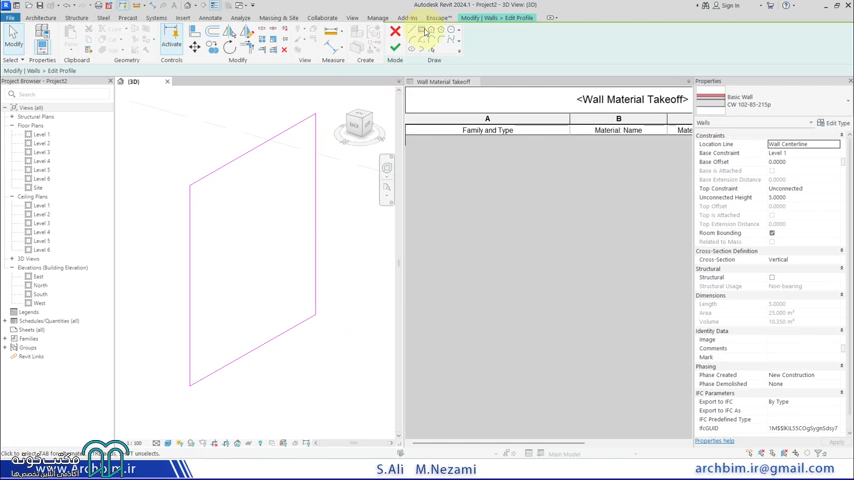 Autodesk Revit 2024.1 - Project2 - 3D View: {3D}
File Architecture Structure Steel Precast Systems Insert Annotate Analyze Massing & Site Collaborate View Manage Add-Ins Enscape™ Modify | Walls > Edit Profile
Modify Properties Paste Join Activate
Select Properties Clipboard Geometry Controls Modify View Measure Create Mode Draw
Modify | Walls > Edit Profile
Project Browser - Project2
Search
Views (all)
Structural Plans
Floor Plans
Level 1
Level 2
Level 3
Level 4
Level 5
Level 6
Site
Ceiling Plans
Level 1
Level 2
Level 3
Level 4
Level 5
Level 6
3D Views
Elevations (Building Elevation)
East
North
South
West
Legends
Schedules/Quantities (all)
Sheets (all)
Families
Groups
Revit Links
{3D}
BACK
1 : 100
Wall Material Takeoff
<Wall Material Takeoff>
A B
Family and Type Material: Name
Properties
Basic Wall
CW 102-85-215p
Walls Edit Type
Constraints
Location Line Wall Centerline
Base Constraint Level 1
Base Offset 0.0000
Base is Attached
Base Extension Distance 0.0000
Top Constraint Unconnected
Unconnected Height 5.0000
Top Offset 0.0000
Top is Attached
Top Extension Distance 0.0000
Room Bounding
Related to Mass
Cross-Section Definition
Cross-Section Vertical
Structural
Structural
Structural Usage Non-bearing
Dimensions
Length 5.0000
Area 25.000 m²
Volume 10.250 m³
Identity Data
Image
Comments
Mark
Phasing
Phase Created New Construction
Phase Demolished None
IFC Parameters
Export to IFC By Type
Export to IFC As
IFC Predefined Type
Properties help Apply
Main Model
مکتب خونه
www.Archbim.ir
S.Ali M.Nezami
archbim.ir@gmail.com